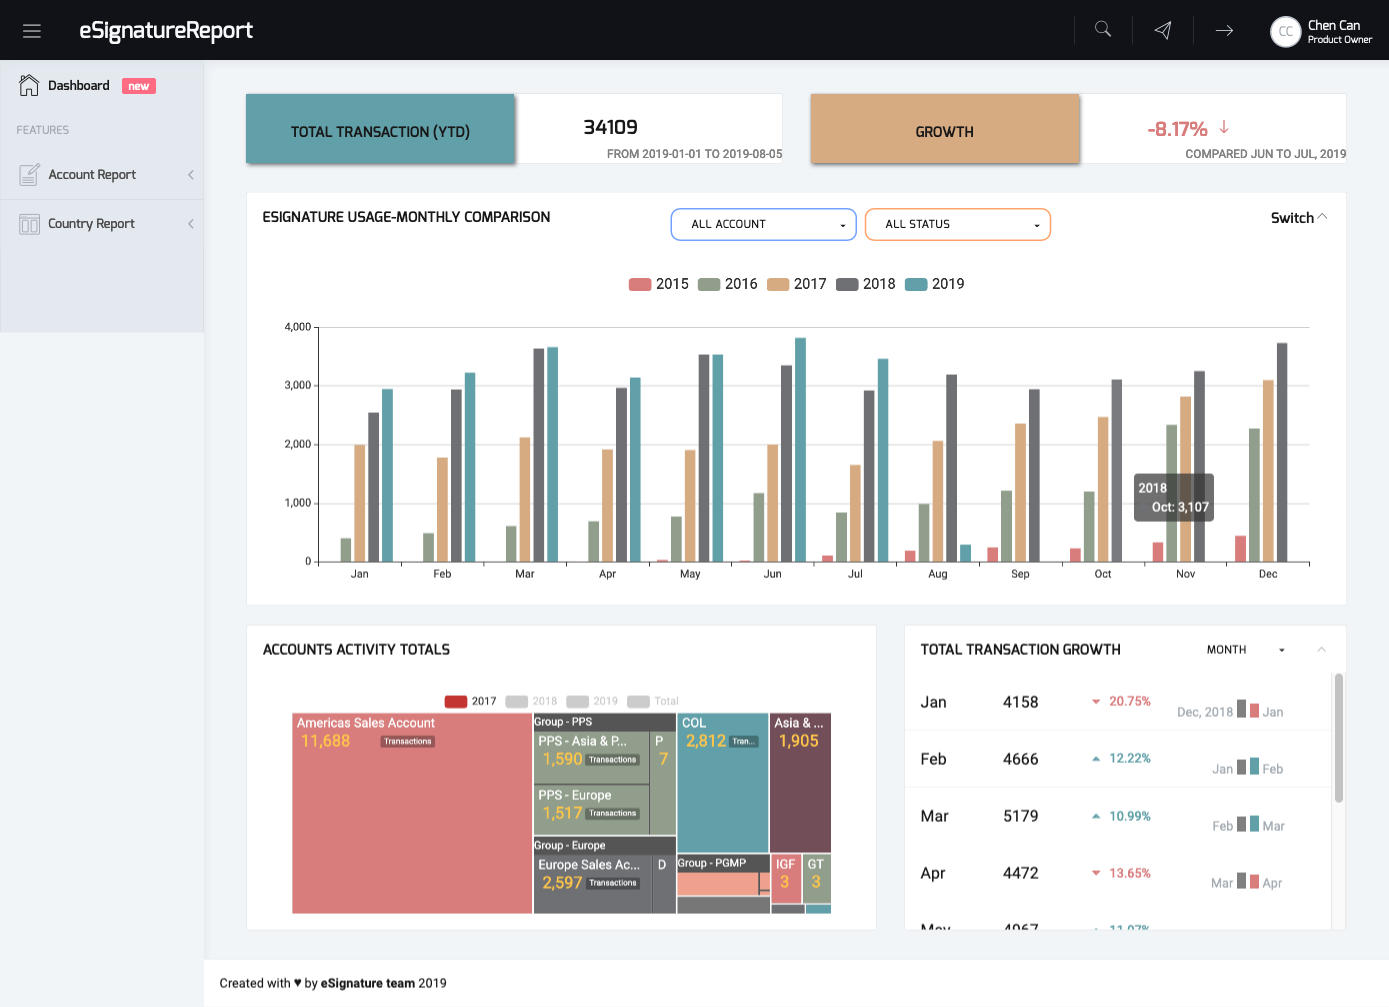 eSignatureReport
CC
Chen Can
Product Owner
Dashboard
new
FEATURES
Account Report
Country Report
TOTAL TRANSACTION (YTD)
34109
FROM 2019-01-01 TO 2019-08-05
GROWTH
-8.17%
COMPARED JUN TO JUL, 2019
ESIGNATURE USAGE-MONTHLY COMPARISON
ALL ACCOUNT
ALL STATUS
Switch
2015 2016 2017 2018 2019
4,000
3,000
2,000
1,000
0
2018
Oct: 3,107
Jan Feb Mar Apr May Jun Jul Aug Sep Oct Nov Dec
ACCOUNTS ACTIVITY TOTALS
2017 2018 2019 Total
Americas Sales Account
11,688 Transactions
Group - PPS
PPS - Asia & P...
1,590 Transactions
P
7
PPS - Europe
1,517 Transactions
Group - Europe
Europe Sales Ac...
2,597 Transactions
D
COL
2,812 Tran...
Asia & ...
1,905
Group - PGMP
IGF
3
GT
3
TOTAL TRANSACTION GROWTH
MONTH
Jan 4158 20.75% Dec, 2018 Jan
Feb 4666 12.22% Jan Feb
Mar 5179 10.99% Feb Mar
Apr 4472 13.65% Mar Apr
May 4967 11.07%
Created with ♥ by eSignature team 2019